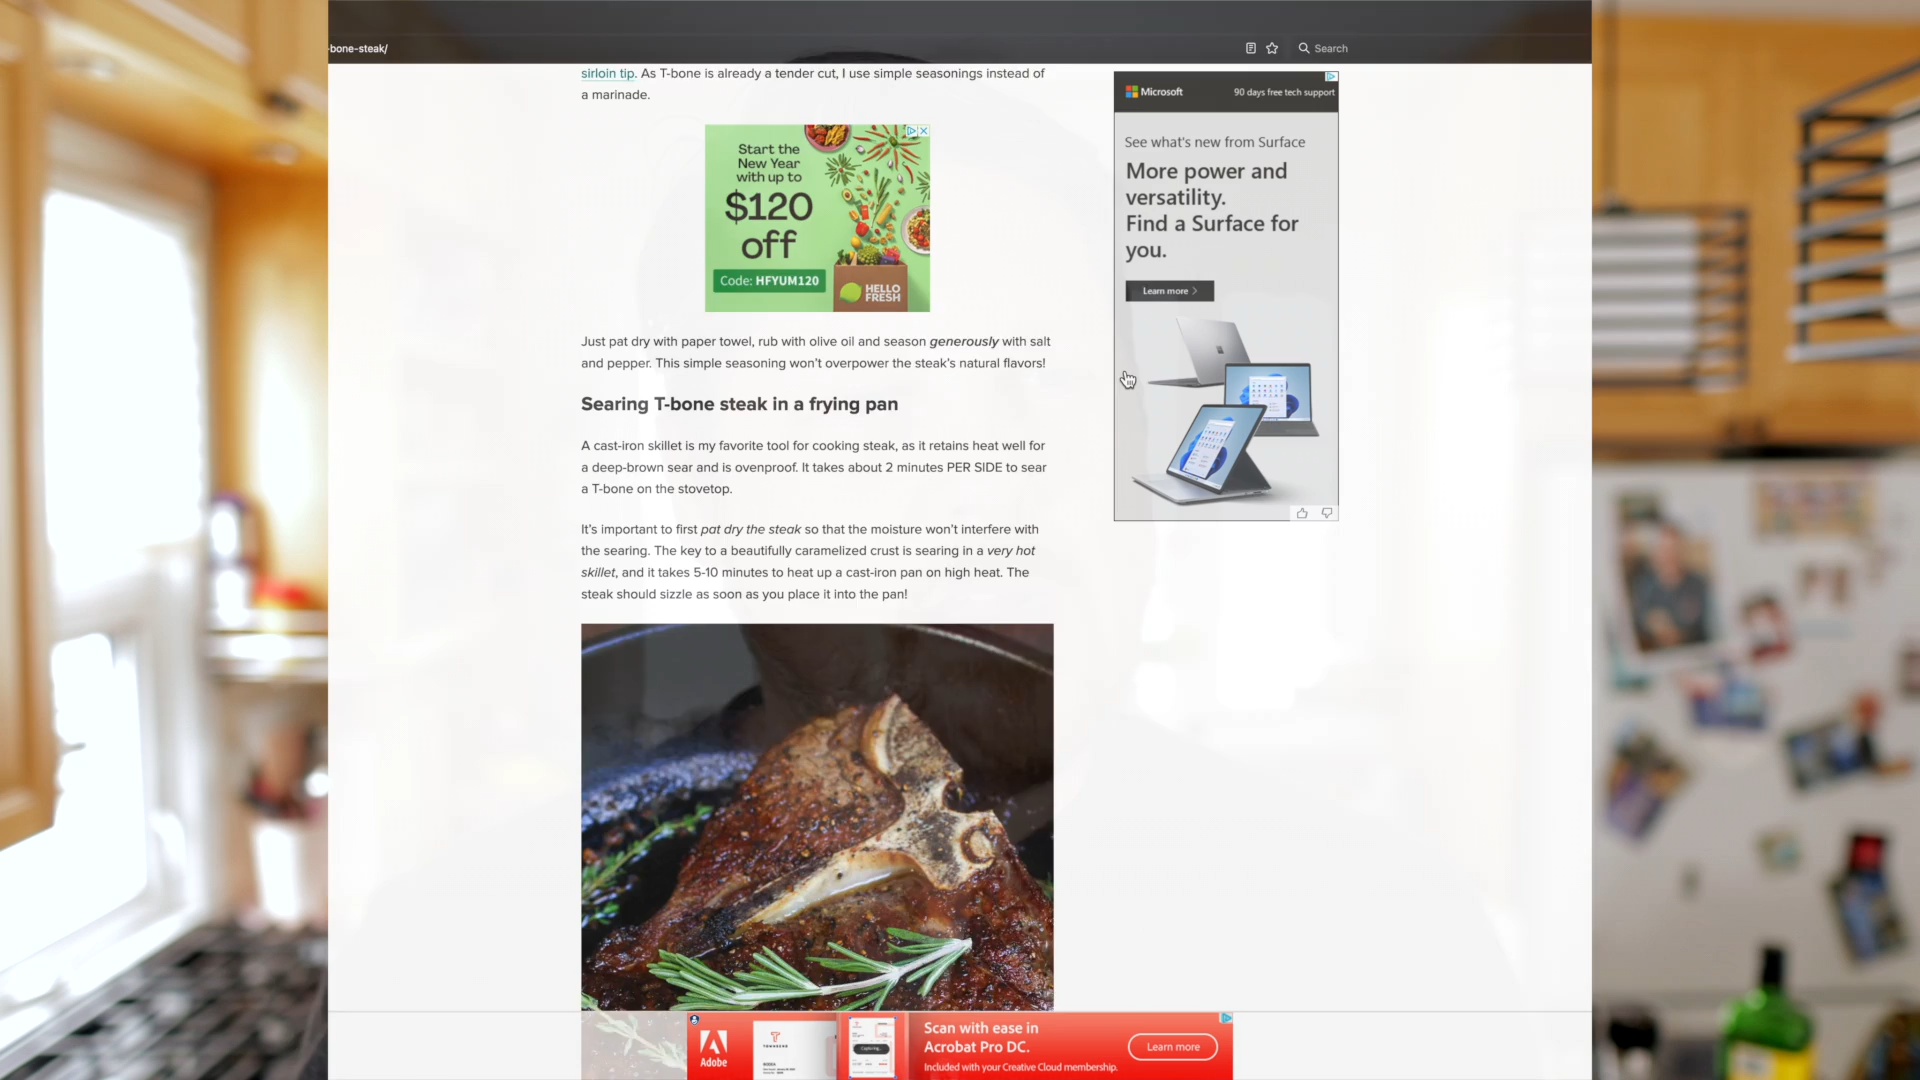 -bone-steak/
Search
sirloin tip. As T-bone is already a tender cut, I use simple seasonings instead of
a marinade.
Start the
New Year
with up to
$120
off
Code: HFYUM120
HELLO
FRESH
Microsoft
90 days free tech support
See what's new from Surface
More power and
versatility.
Find a Surface for
you.
Learn more
Just pat dry with paper towel, rub with olive oil and season generously with salt
and pepper. This simple seasoning won't overpower the steak's natural flavors!
Searing T-bone steak in a frying pan
A cast-iron skillet is my favorite tool for cooking steak, as it retains heat well for
a deep-brown sear and is ovenproof. It takes about 2 minutes PER SIDE to sear
a T-bone on the stovetop.
It's important to first pat dry the steak so that the moisture won't interfere with
the searing. The key to a beautifully caramelized crust is searing in a very hot
skillet, and it takes 5-10 minutes to heat up a cast-iron pan on high heat. The
steak should sizzle as soon as you place it into the pan!
Adobe
Scan with ease in
Acrobat Pro DC.
Included with your Creative Cloud membership.
Learn more